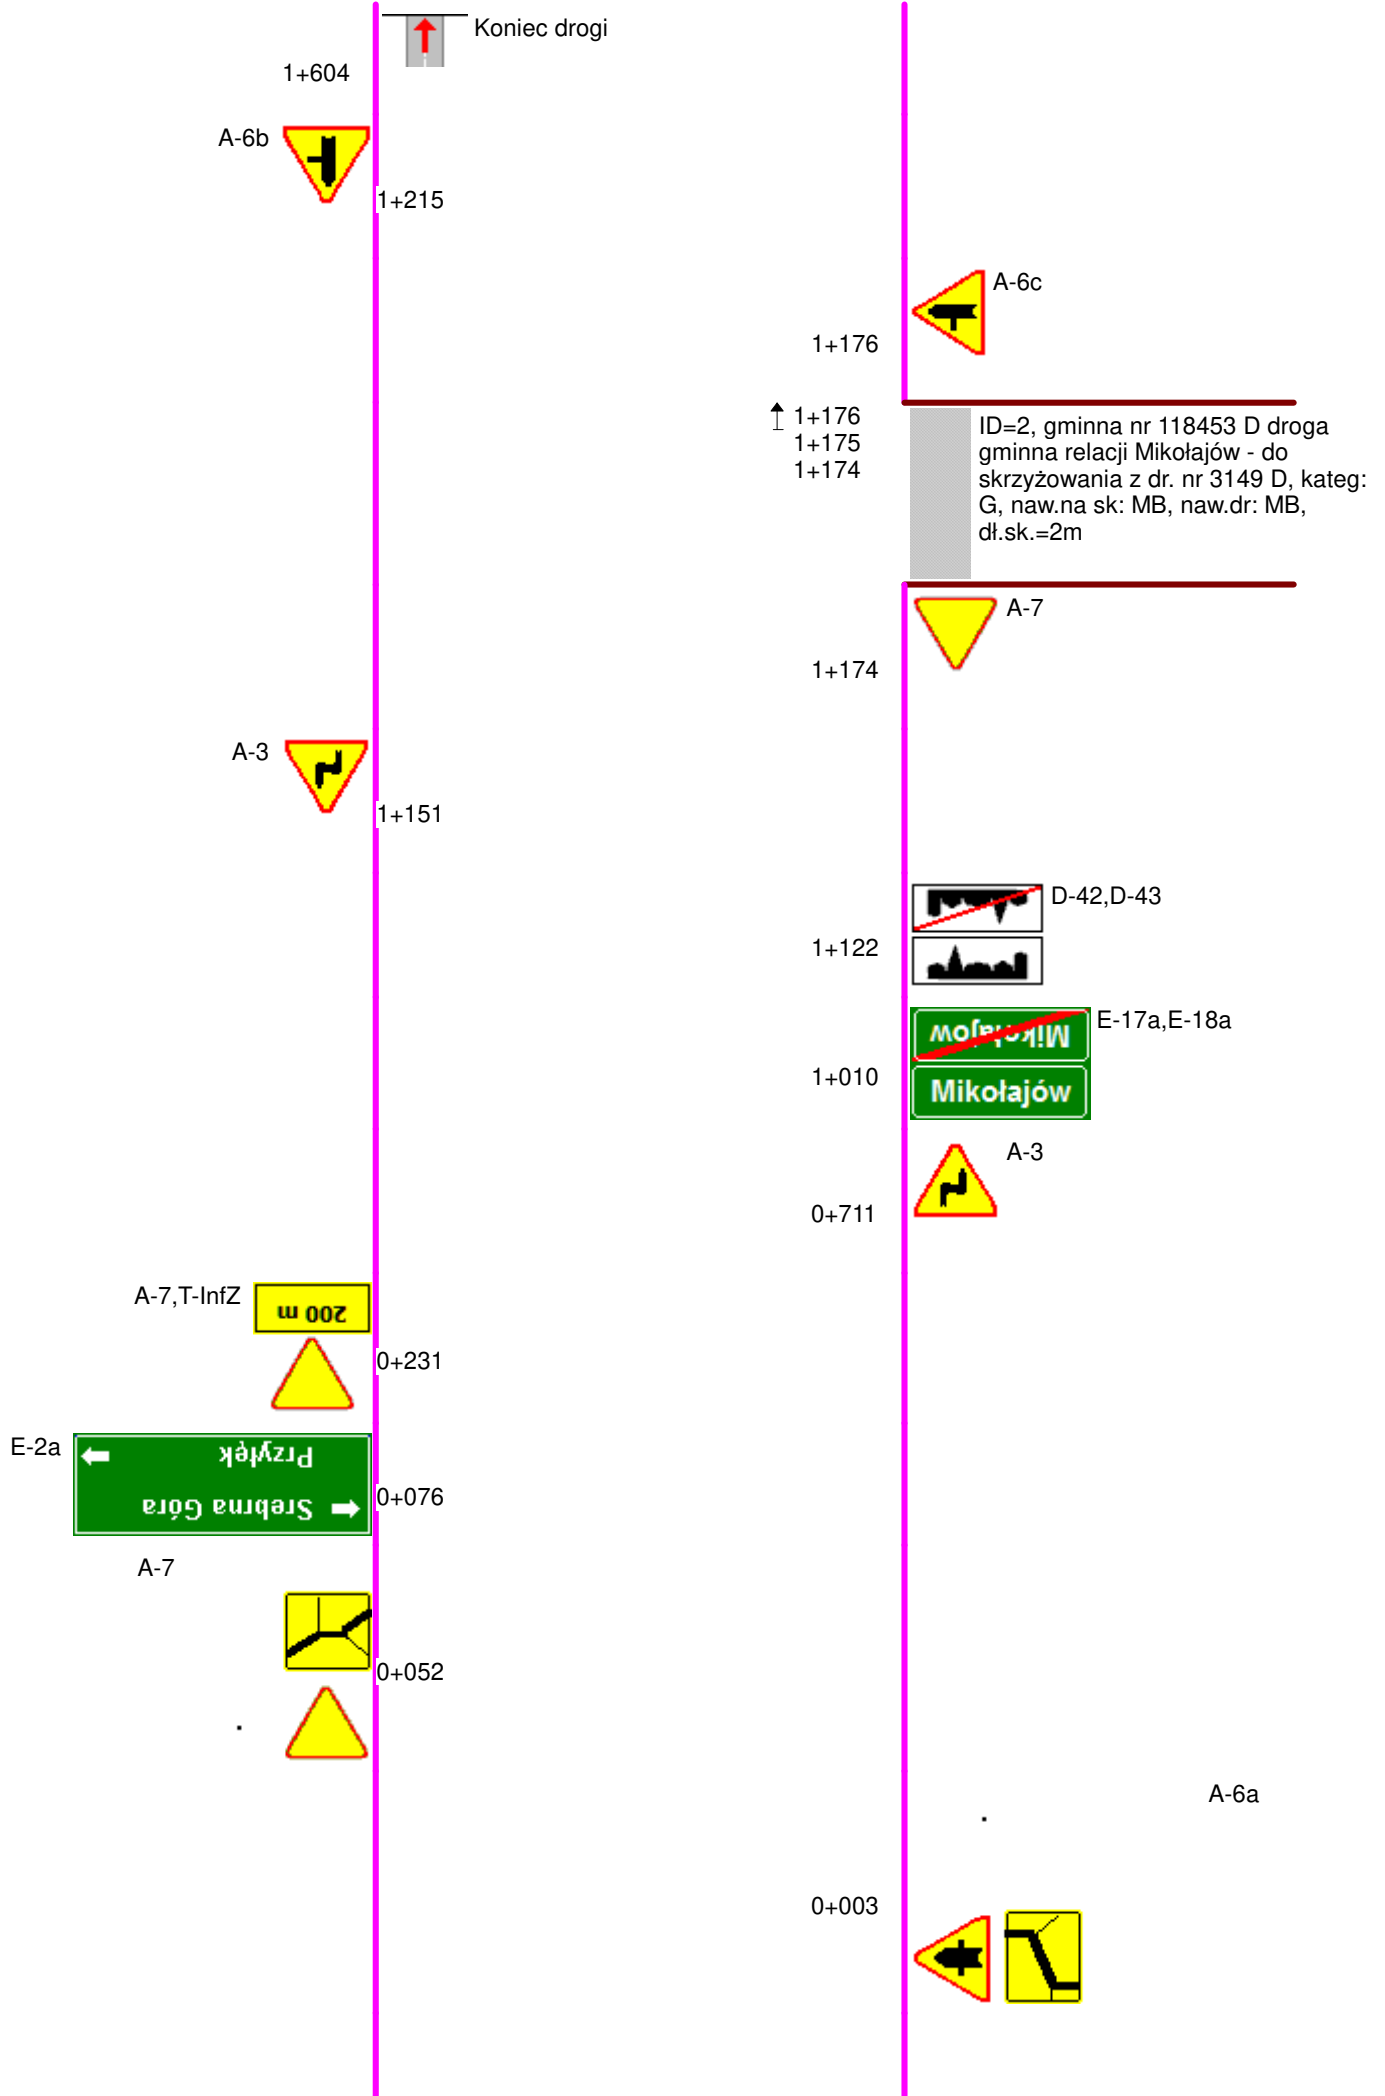 Koniec drogi
1+604
A-6b
1+215
A-6c
1+176
1+176
1+175
1+174
ID=2, gminna nr 118453 D droga
gminna relacji Mikołajów - do
skrzyżowania z dr. nr 3149 D, kateg:
G, naw.na sk: MB, naw.dr: MB,
dł.sk.=2m
A-7
1+174
A-3
1+151
D-42,D-43
1+122
E-17a,E-18a
Mikołajów
1+010
Mikołajów
A-3
0+711
A-7,T-InfZ
200 m
0+231
E-2a
Przyłęk
Srebrna Góra
0+076
A-7
0+052
A-6a
0+003